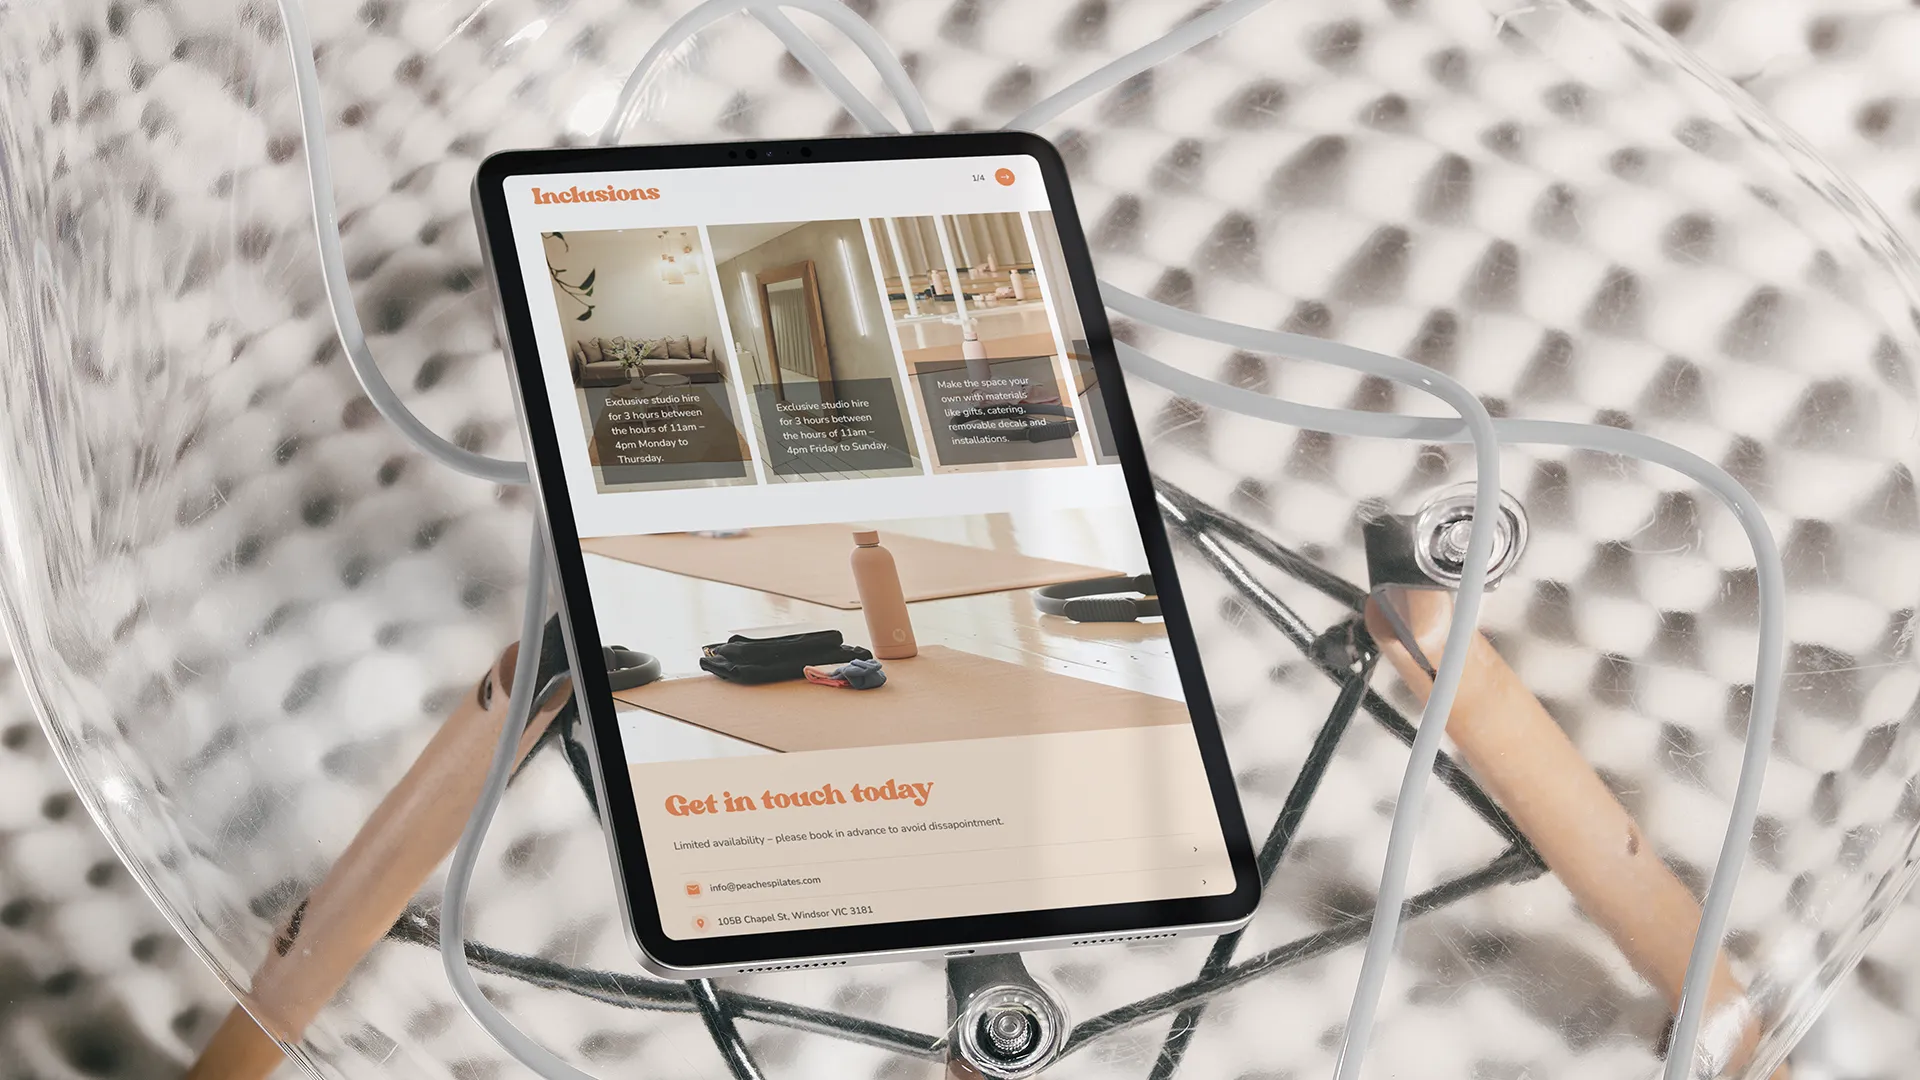 Inclusions
1/4
Exclusive studio hire
for 3 hours between
the hours of 11am –
4pm Monday to
Thursday.
Exclusive studio hire
for 3 hours between
the hours of 11am –
4pm Friday to Sunday.
Make the space your
own with materials
like gifts, catering,
removable decals and
installations.
Get in touch today
Limited availability – please book in advance to avoid dissapointment.
info@peachespilates.com
105B Chapel St, Windsor VIC 3181